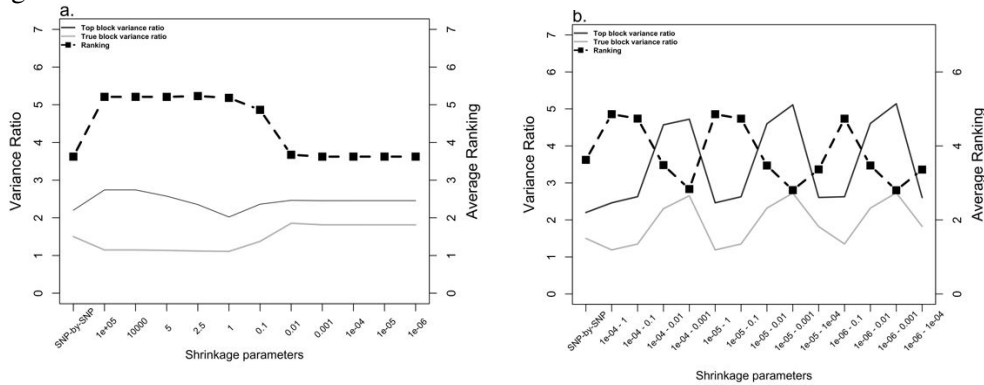 a.
Top block variance ratio
True block variance ratio
Ranking
Variance Ratio
7
6
5
4
3
2
1
0
7
6
5
4
3
2
1
0
Average Ranking
SNP-by-SNP
1e+05
10000
5
2.5
1
0.1
0.01
0.001
1e-04
1e-05
1e-06
Shrinkage parameters
b.
Top block variance ratio
True block variance ratio
Ranking
Variance Ratio
7
6
5
4
3
2
1
0
6
4
2
0
Average Ranking
SNP-by-SNP
1e-04 - 1
1e-04 - 0.1
1e-04 - 0.01
1e-04 - 0.001
1e-05 - 1
1e-05 - 0.1
1e-05 - 0.01
1e-05 - 0.001
1e-05 - 1e-04
1e-06 - 0.1
1e-06 - 0.01
1e-06 - 0.001
1e-06 - 1e-04
Shrinkage parameters